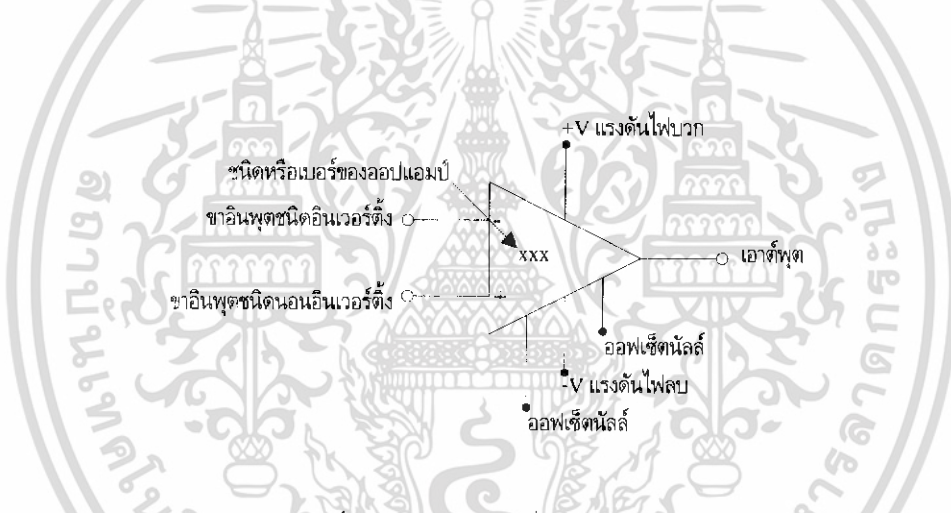 +V แรงดันไฟบวก
ชนิดหรือเบอร์ของออปแอมป์
ขาอินพุตชนิดอินเวอร์ติ้ง
xxx
เอาต์พุต
ขาอินพุตชนิดนอนอินเวอร์ติ้ง
ออฟเซ็ตนัลล์
-V แรงดันไฟลบ
ออฟเซ็ตนัลล์